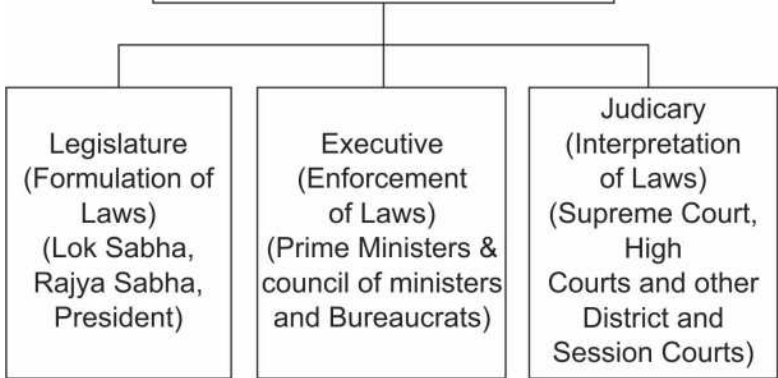 Legislature
(Formulation of
Laws)
(Lok Sabha,
Rajya Sabha,
President)
Executive
(Enforcement
of Laws)
(Prime Ministers &
council of ministers
and Bureaucrats)
Judicary
(Interpretation
of Laws)
(Supreme Court,
High
Courts and other
District and
Session Courts)